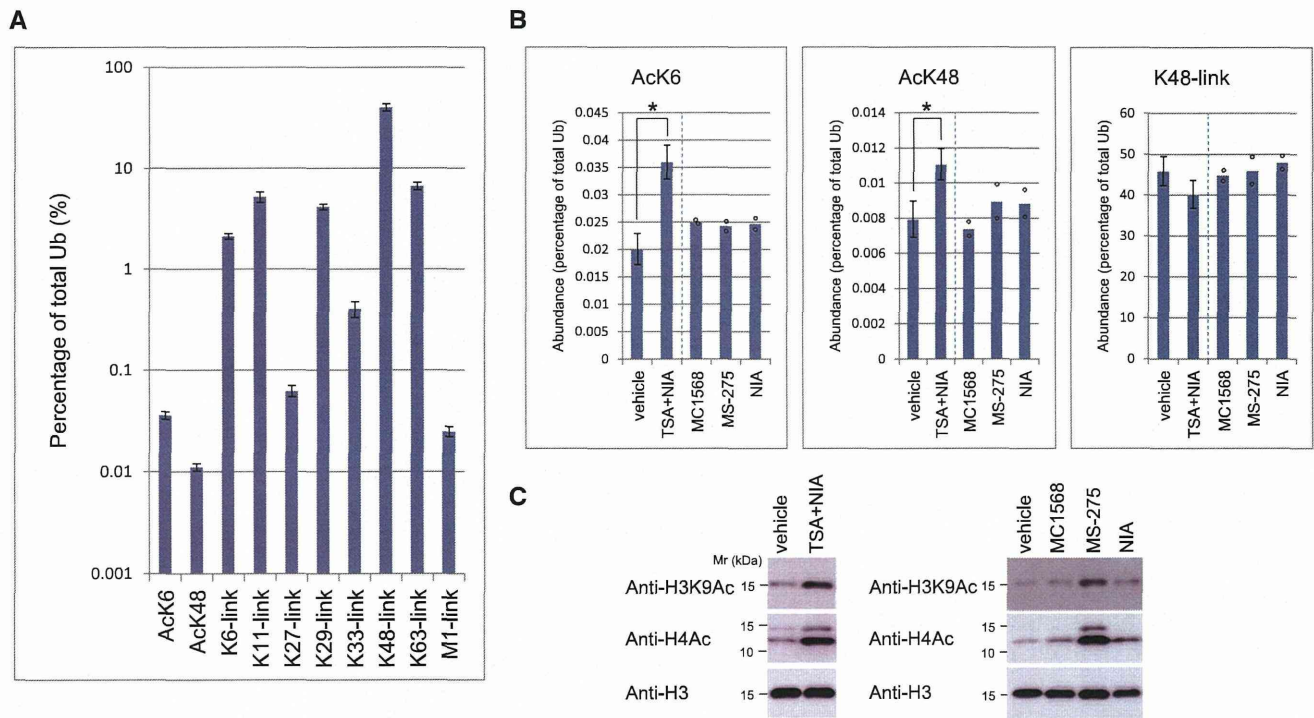 A
Percentage of total Ub (%)
100
10
1
0.1
0.01
0.001
AcK6
AcK48
K6-link
K11-link
K27-link
K29-link
K33-link
K48-link
K63-link
M1-link
B
AcK6
Abundance (percentage of total Ub)
0.045
0.04
0.035
0.03
0.025
0.02
0.015
0.01
0.005
0
*
vehicle
TSA+NIA
MC1568
MS-275
NIA
AcK48
Abundance (percentage of total Ub)
0.014
0.012
0.01
0.008
0.006
0.004
0.002
0
*
vehicle
TSA+NIA
MC1568
MS-275
NIA
K48-link
Abundance (percentage of total Ub)
60
50
40
30
20
10
0
vehicle
TSA+NIA
MC1568
MS-275
NIA
C
vehicle
TSA+NIA
Mr (kDa)
Anti-H3K9Ac
15
Anti-H4Ac
15
10
Anti-H3
15
vehicle
MC1568
MS-275
NIA
Anti-H3K9Ac
15
Anti-H4Ac
15
10
Anti-H3
15